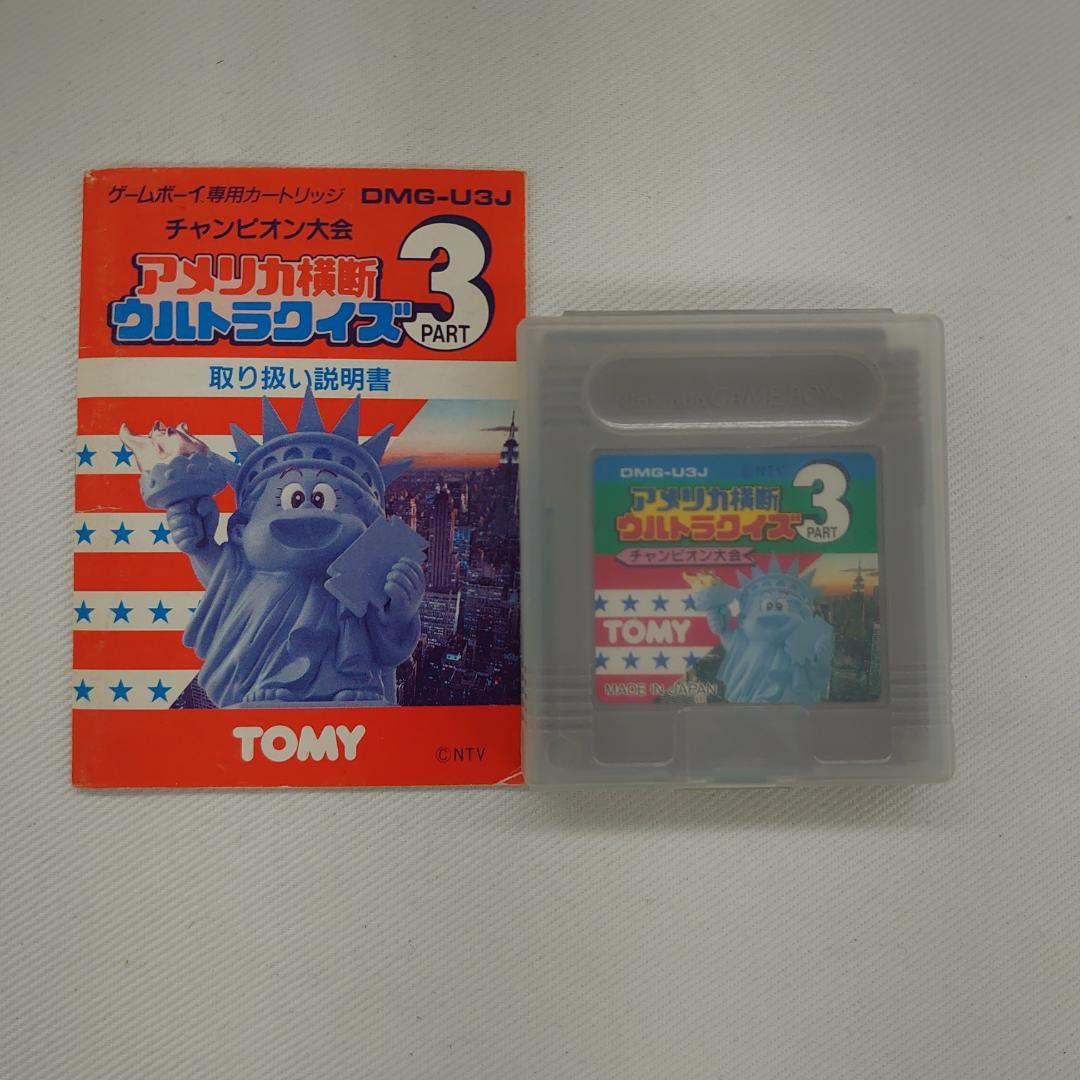 ゲームボーイ専用カートリッジ DMG-U3J
チャンピオン大会
アメリカ横断
ウルトラクイズ
3
PART
取り扱い説明書
TOMY
©NTV
GAME BOY
DMG-U3J
©NTV
アメリカ横断
ウルトラクイズ
3
PART
チャンピオン大会
TOMY
MADE IN JAPAN